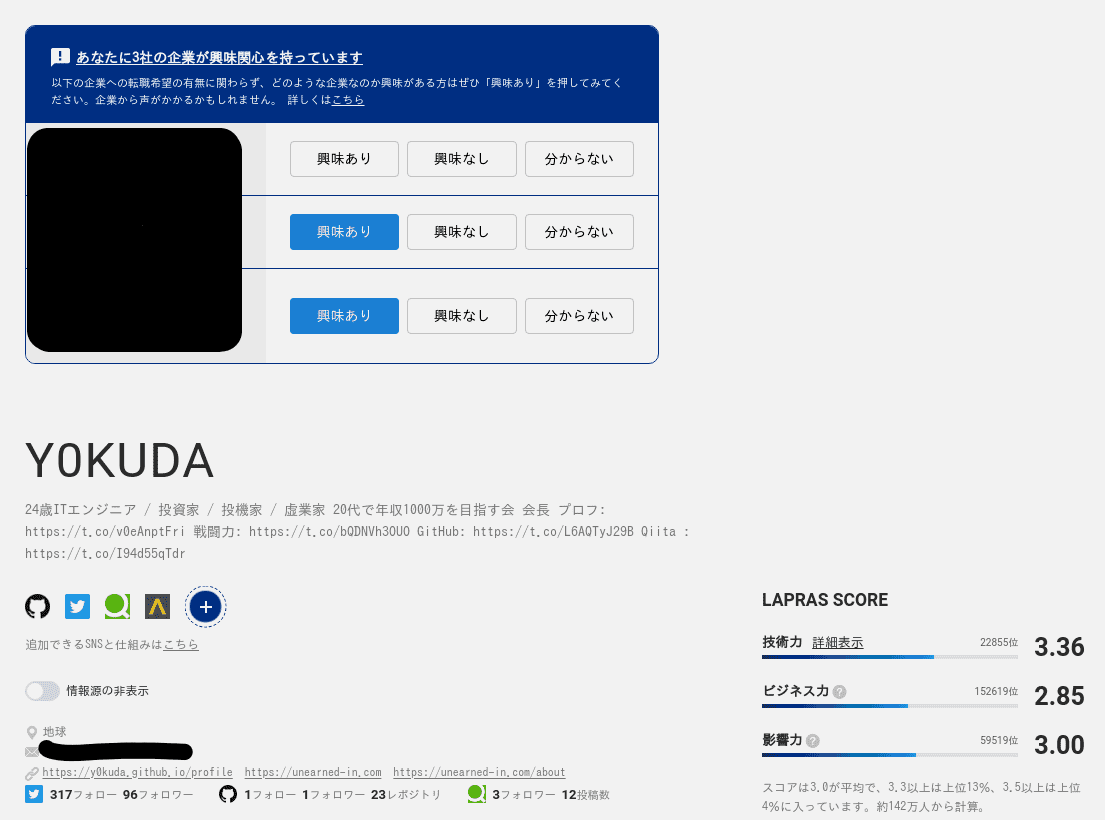 あなたに3社の企業が興味関心を持っています
以下の企業への転職希望の有無に関わらず、どのような企業なのか興味がある方はぜひ「興味あり」を押してみてく
ださい。企業から声がかかるかもしれません。 詳しくはこちら
興味あり 興味なし 分からない
興味あり 興味なし 分からない
興味あり 興味なし 分からない
Y0KUDA
24歳ITエンジニア / 投資家 / 投機家 / 虚業家 20代で年収1000万を目指す会 会長 プロフ:
https://t.co/v0eAnptFri 戦闘力: https://t.co/bQDNVh3OUO GitHub: https://t.co/L6AQTyJ29B Qiita :
https://t.co/I94d55qTdr
追加できるSNSと仕組みはこちら
情報源の非表示
地球
https://y0kuda.github.io/profile https://unearned-in.com https://unearned-in.com/about
317フォロー 96フォロワー 1フォロー 1フォロワー 23レポジトリ 3フォロワー 12投稿数
LAPRAS SCORE
技術力 詳細表示 22855位 3.36
ビジネス力 ? 152619位 2.85
影響力 ? 59519位 3.00
スコアは3.0が平均で、3.3以上は上位13%、3.5以上は上位
4%に入っています。約142万人から計算。